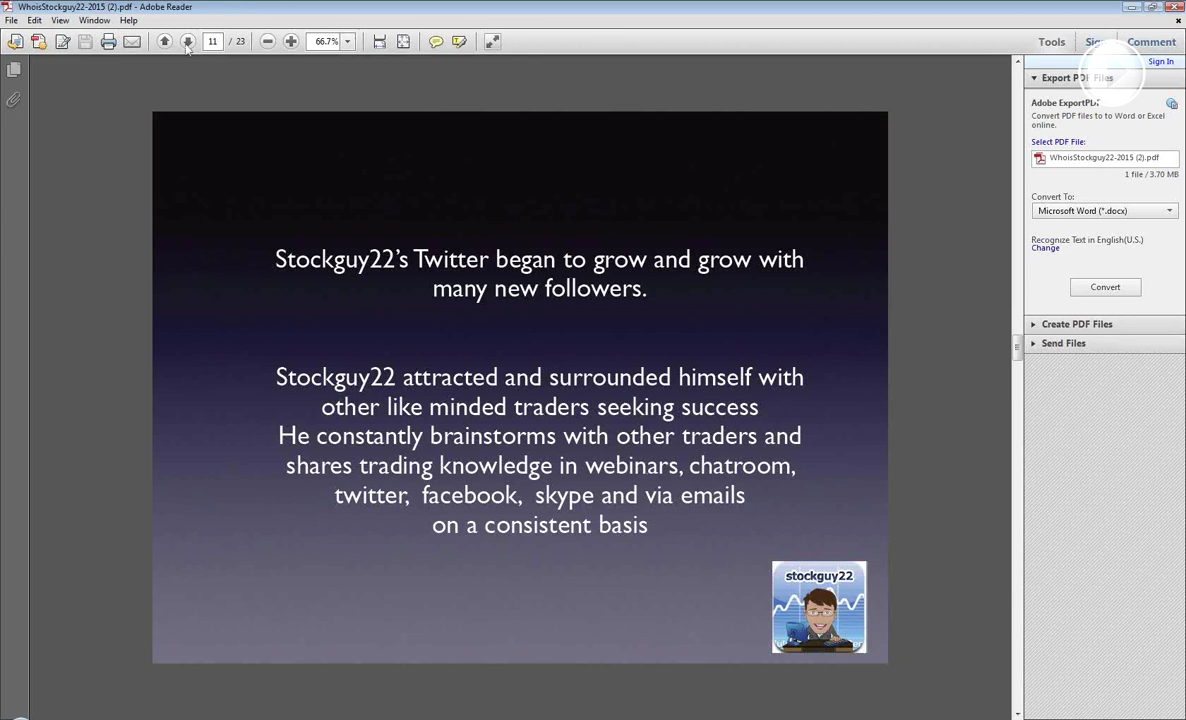 WhoisStockguy22-2015 (2).pdf - Adobe Reader
File Edit View Window Help
11 / 23 66.7% Tools Sign Comment
Sign In
Export PDF Files
Adobe ExportPDF
Convert PDF files to to Word or Excel
online.
Select PDF File:
WhoisStockguy22-2015 (2).pdf
1 file / 3.70 MB
Convert To:
Microsoft Word (*.docx)
Recognize Text in English(U.S.)
Change
Convert
Create PDF Files
Send Files
Stockguy22's Twitter began to grow and grow with
many new followers.
Stockguy22 attracted and surrounded himself with
other like minded traders seeking success
He constantly brainstorms with other traders and
shares trading knowledge in webinars, chatroom,
twitter, facebook, skype and via emails
on a consistent basis
stockguy22